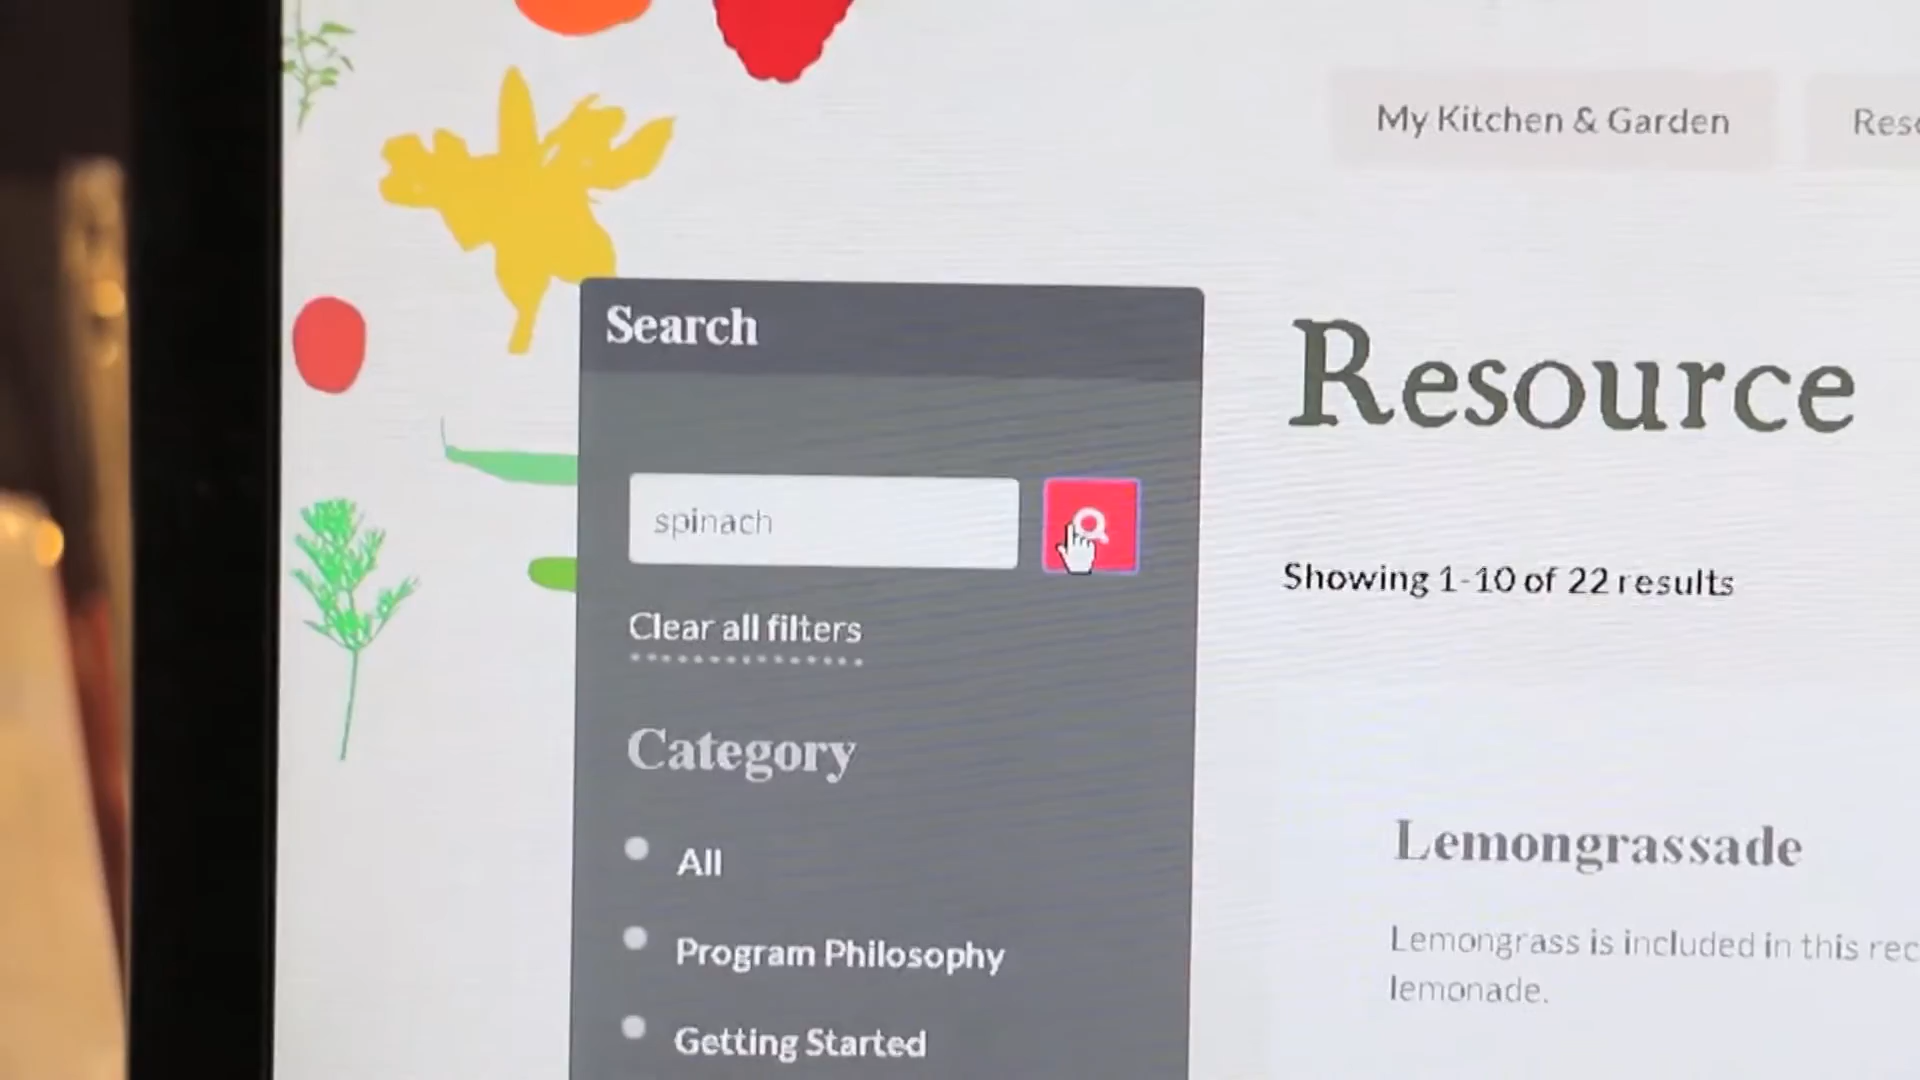 My Kitchen & Garden
Search
Resource
spinach
Showing 1-10 of 22 results
Clear all filters
Category
All
Lemongrassade
Program Philosophy
Lemongrass is included in this
lemonade.
Getting Started